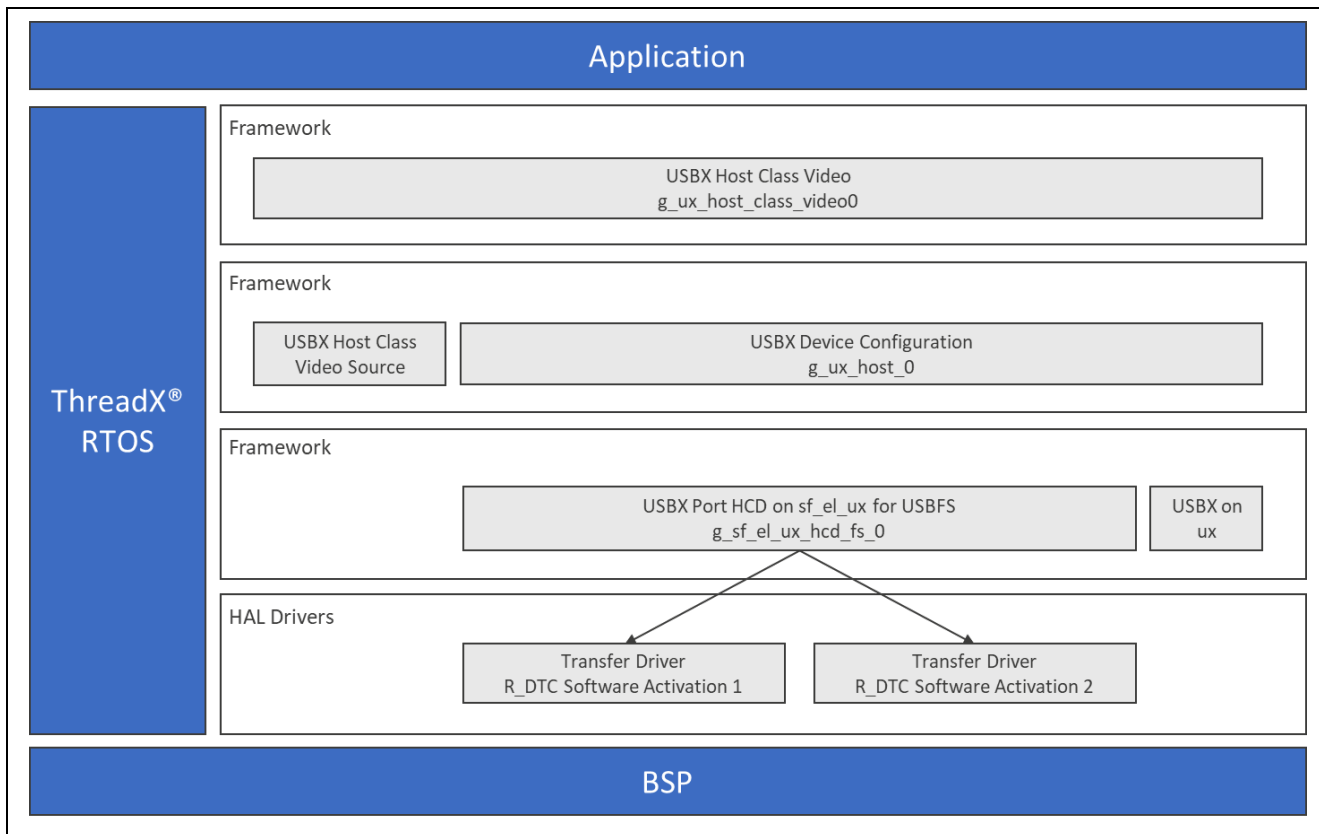 Application
ThreadX®
RTOS
Framework
USBX Host Class Video
g_ux_host_class_video0
Framework
USBX Host Class
Video Source
USBX Device Configuration
g_ux_host_0
Framework
USBX Port HCD on sf_el_ux for USBFS
g_sf_el_ux_hcd_fs_0
USBX on
ux
HAL Drivers
Transfer Driver
R_DTC Software Activation 1
Transfer Driver
R_DTC Software Activation 2
BSP